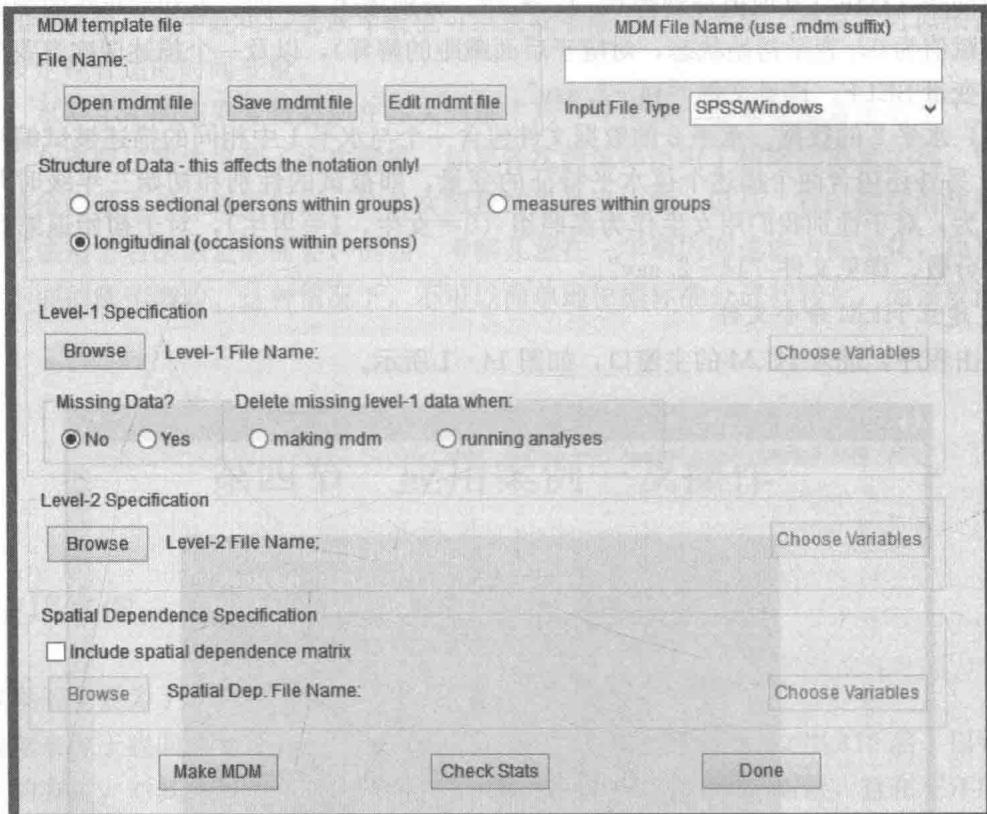 MDM template file
MDM File Name (use .mdm suffix)
File Name:
Open mdmt file Save mdmt file Edit mdmt file
Input File Type SPSS/Windows
Structure of Data - this affects the notation only!
cross sectional (persons within groups) measures within groups
longitudinal (occasions within persons)
Level-1 Specification
Browse Level-1 File Name: Choose Variables
Missing Data? Delete missing level-1 data when:
No Yes making mdm running analyses
Level-2 Specification
Browse Level-2 File Name: Choose Variables
Spatial Dependence Specification
Include spatial dependence matrix
Browse Spatial Dep. File Name: Choose Variables
Make MDM Check Stats Done